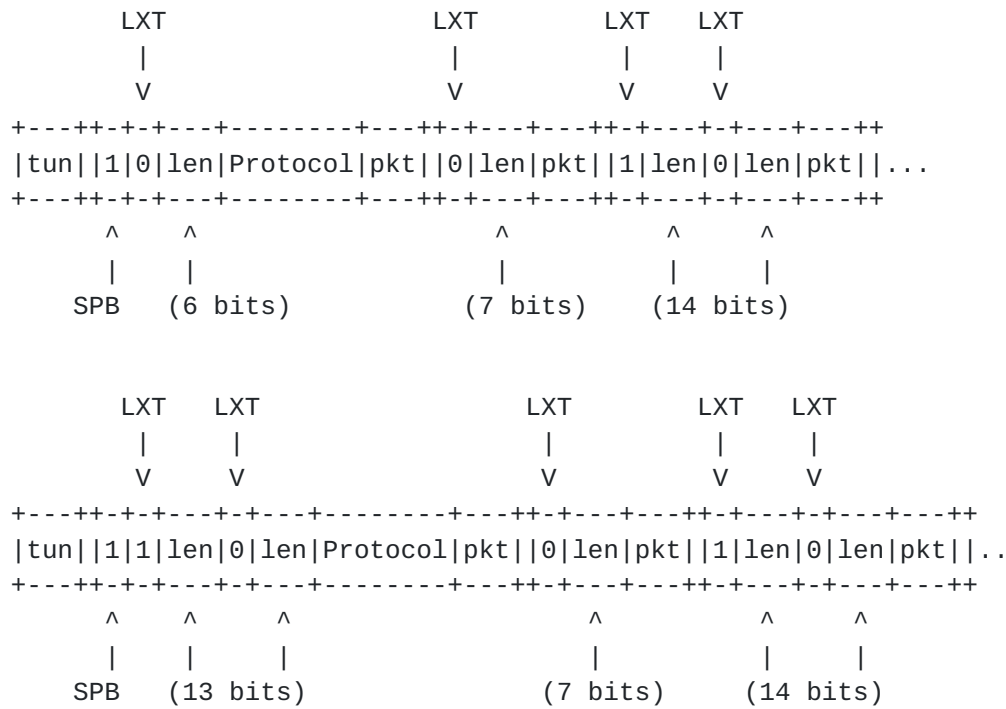 LXT                  LXT        LXT   LXT
        |                    |          |     |
        V                    V          V     V
+---++-+-+---+--------+---++-+---+---++-+---+-+---+---++
|tun||1|0|len|Protocol|pkt||0|len|pkt||1|len|0|len|pkt||...
+---++-+-+---+--------+---++-+---+---++-+---+-+---+---++
      ^    ^                   ^          ^     ^
      |    |                   |          |     |
    SPB   (6 bits)           (7 bits)    (14 bits)
       LXT   LXT                  LXT        LXT   LXT
        |     |                    |          |     |
        V     V                    V          V     V
+---++-+-+---+-+---+--------+---++-+---+---++-+---+-+---+---++
|tun||1|1|len|0|len|Protocol|pkt||0|len|pkt||1|len|0|len|pkt||..
+---++-+-+---+-+---+--------+---++-+---+---++-+---+-+---+---++
      ^    ^     ^                   ^          ^     ^
      |    |     |                   |          |     |
    SPB   (13 bits)               (7 bits)     (14 bits)